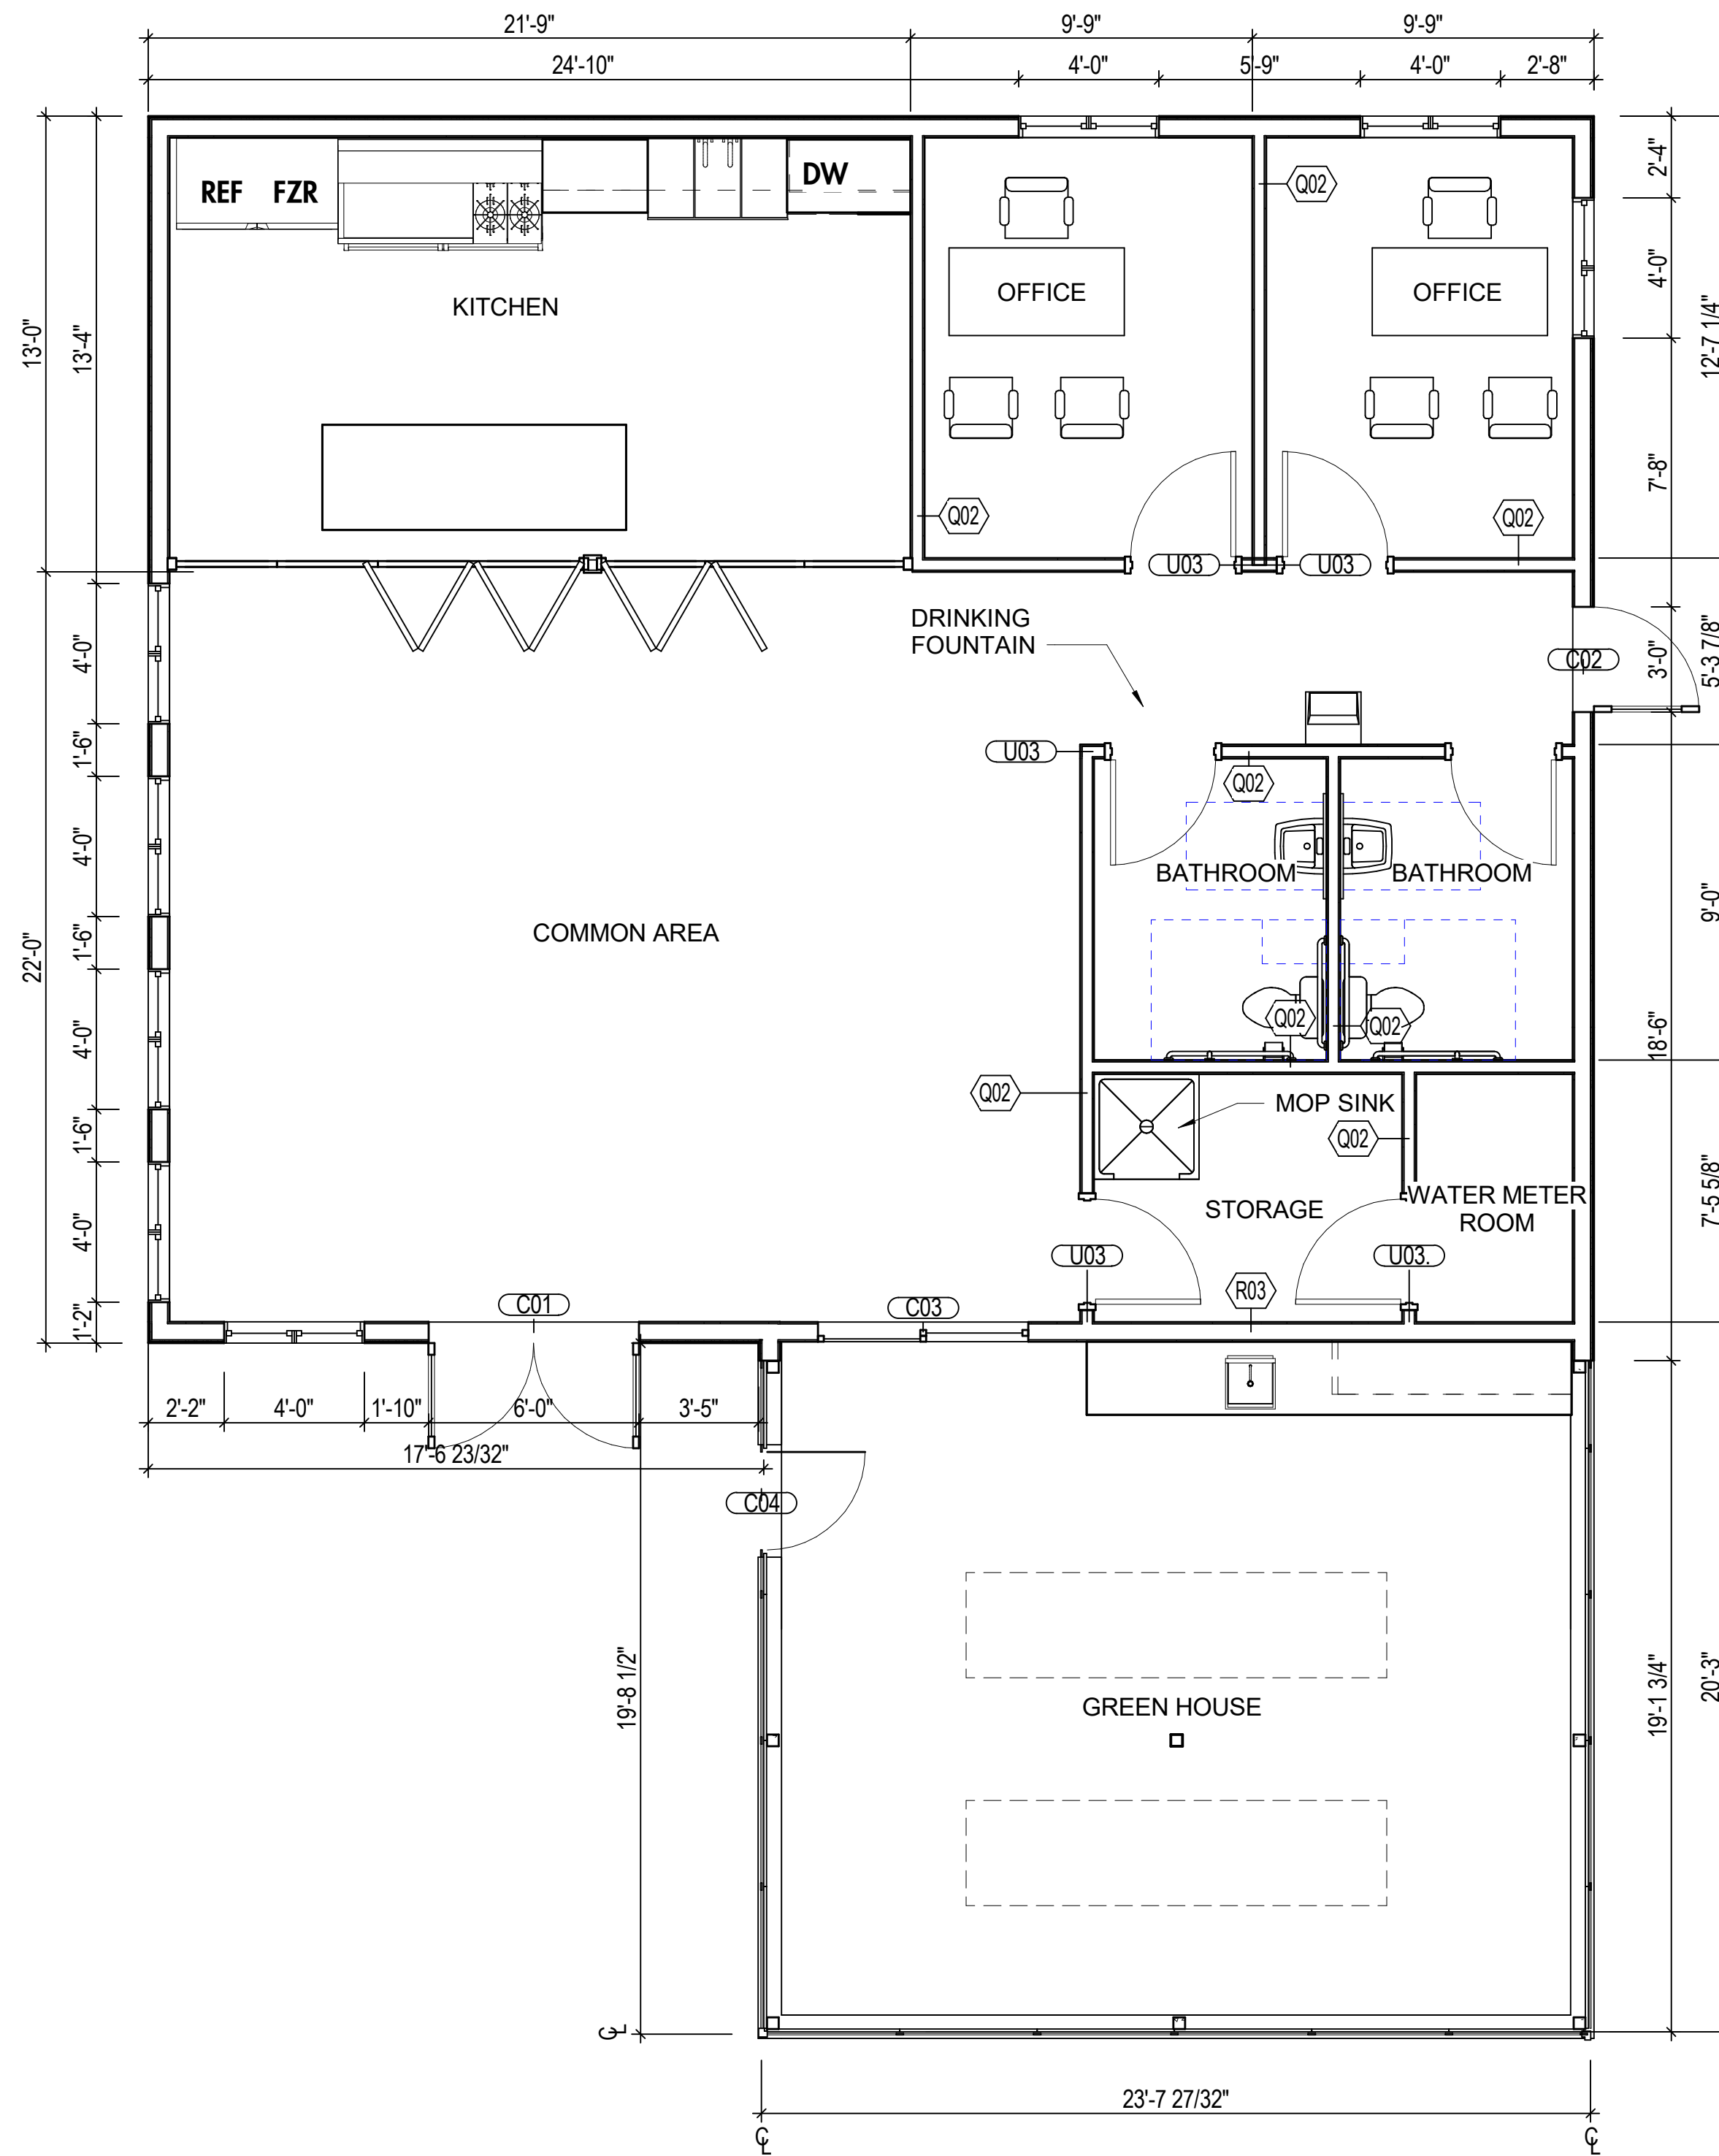 21'-9"
9'-9"
9'-9"
24'-10"
4'-0"
5'-9"
4'-0"
2'-8"
REF FZR
DW
Q02
2'-4"
KITCHEN
OFFICE
OFFICE
4'-0"
12'-7 1/4"
13'-0"
13'-4"
7'-8"
Q02
Q02
U03
U03
DRINKING
FOUNTAIN
C02
3'-0"
5'-3 7/8"
4'-0"
1'-6"
U03
Q02
4'-0"
BATHROOM
BATHROOM
9'-0"
COMMON AREA
22'-0"
1'-6"
Q02
Q02
4'-0"
18'-6"
Q02
MOP SINK
Q02
1'-6"
STORAGE
WATER METER
ROOM
7'-5 5/8"
4'-0"
U03
U03.
R03
C01
C03
1'-2"
2'-2"
4'-0"
1'-10"
6'-0"
3'-5"
17'-6 23/32"
C04
19'-8 1/2"
GREEN HOUSE
19'-1 3/4"
20'-3"
CL
23'-7 27/32"
CL
CL